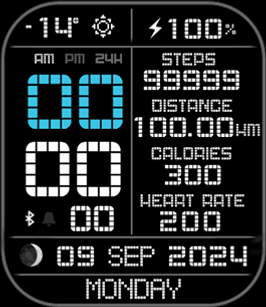 -14° 100%
AM PM 24H
00
00
00
STEPS
99999
DISTANCE
100.00KM
CALORIES
300
HEART RATE
200
09 SEP 2024
MONDAY